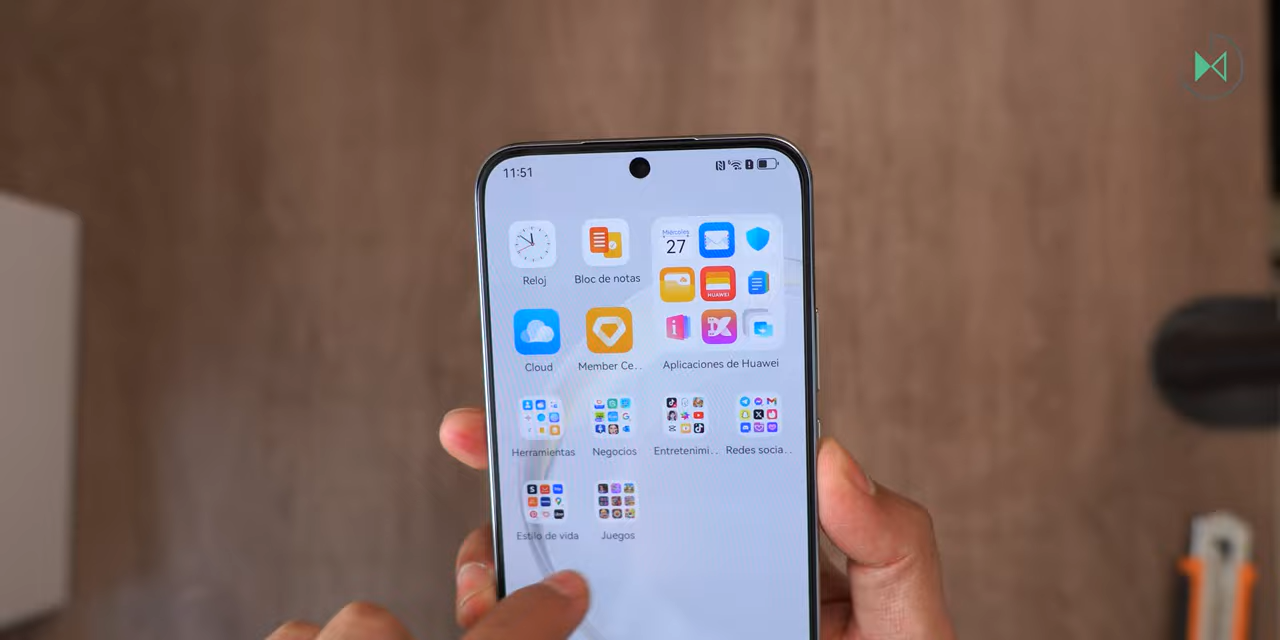 11:51
Miércoles
27
HUAWEI
Reloj
Bloc de notas
Cloud
Member Ce..
Aplicaciones de Huawei
Herramientas
Negocios
Entretenimi..
Redes socia..
Estilo de vida
Juegos